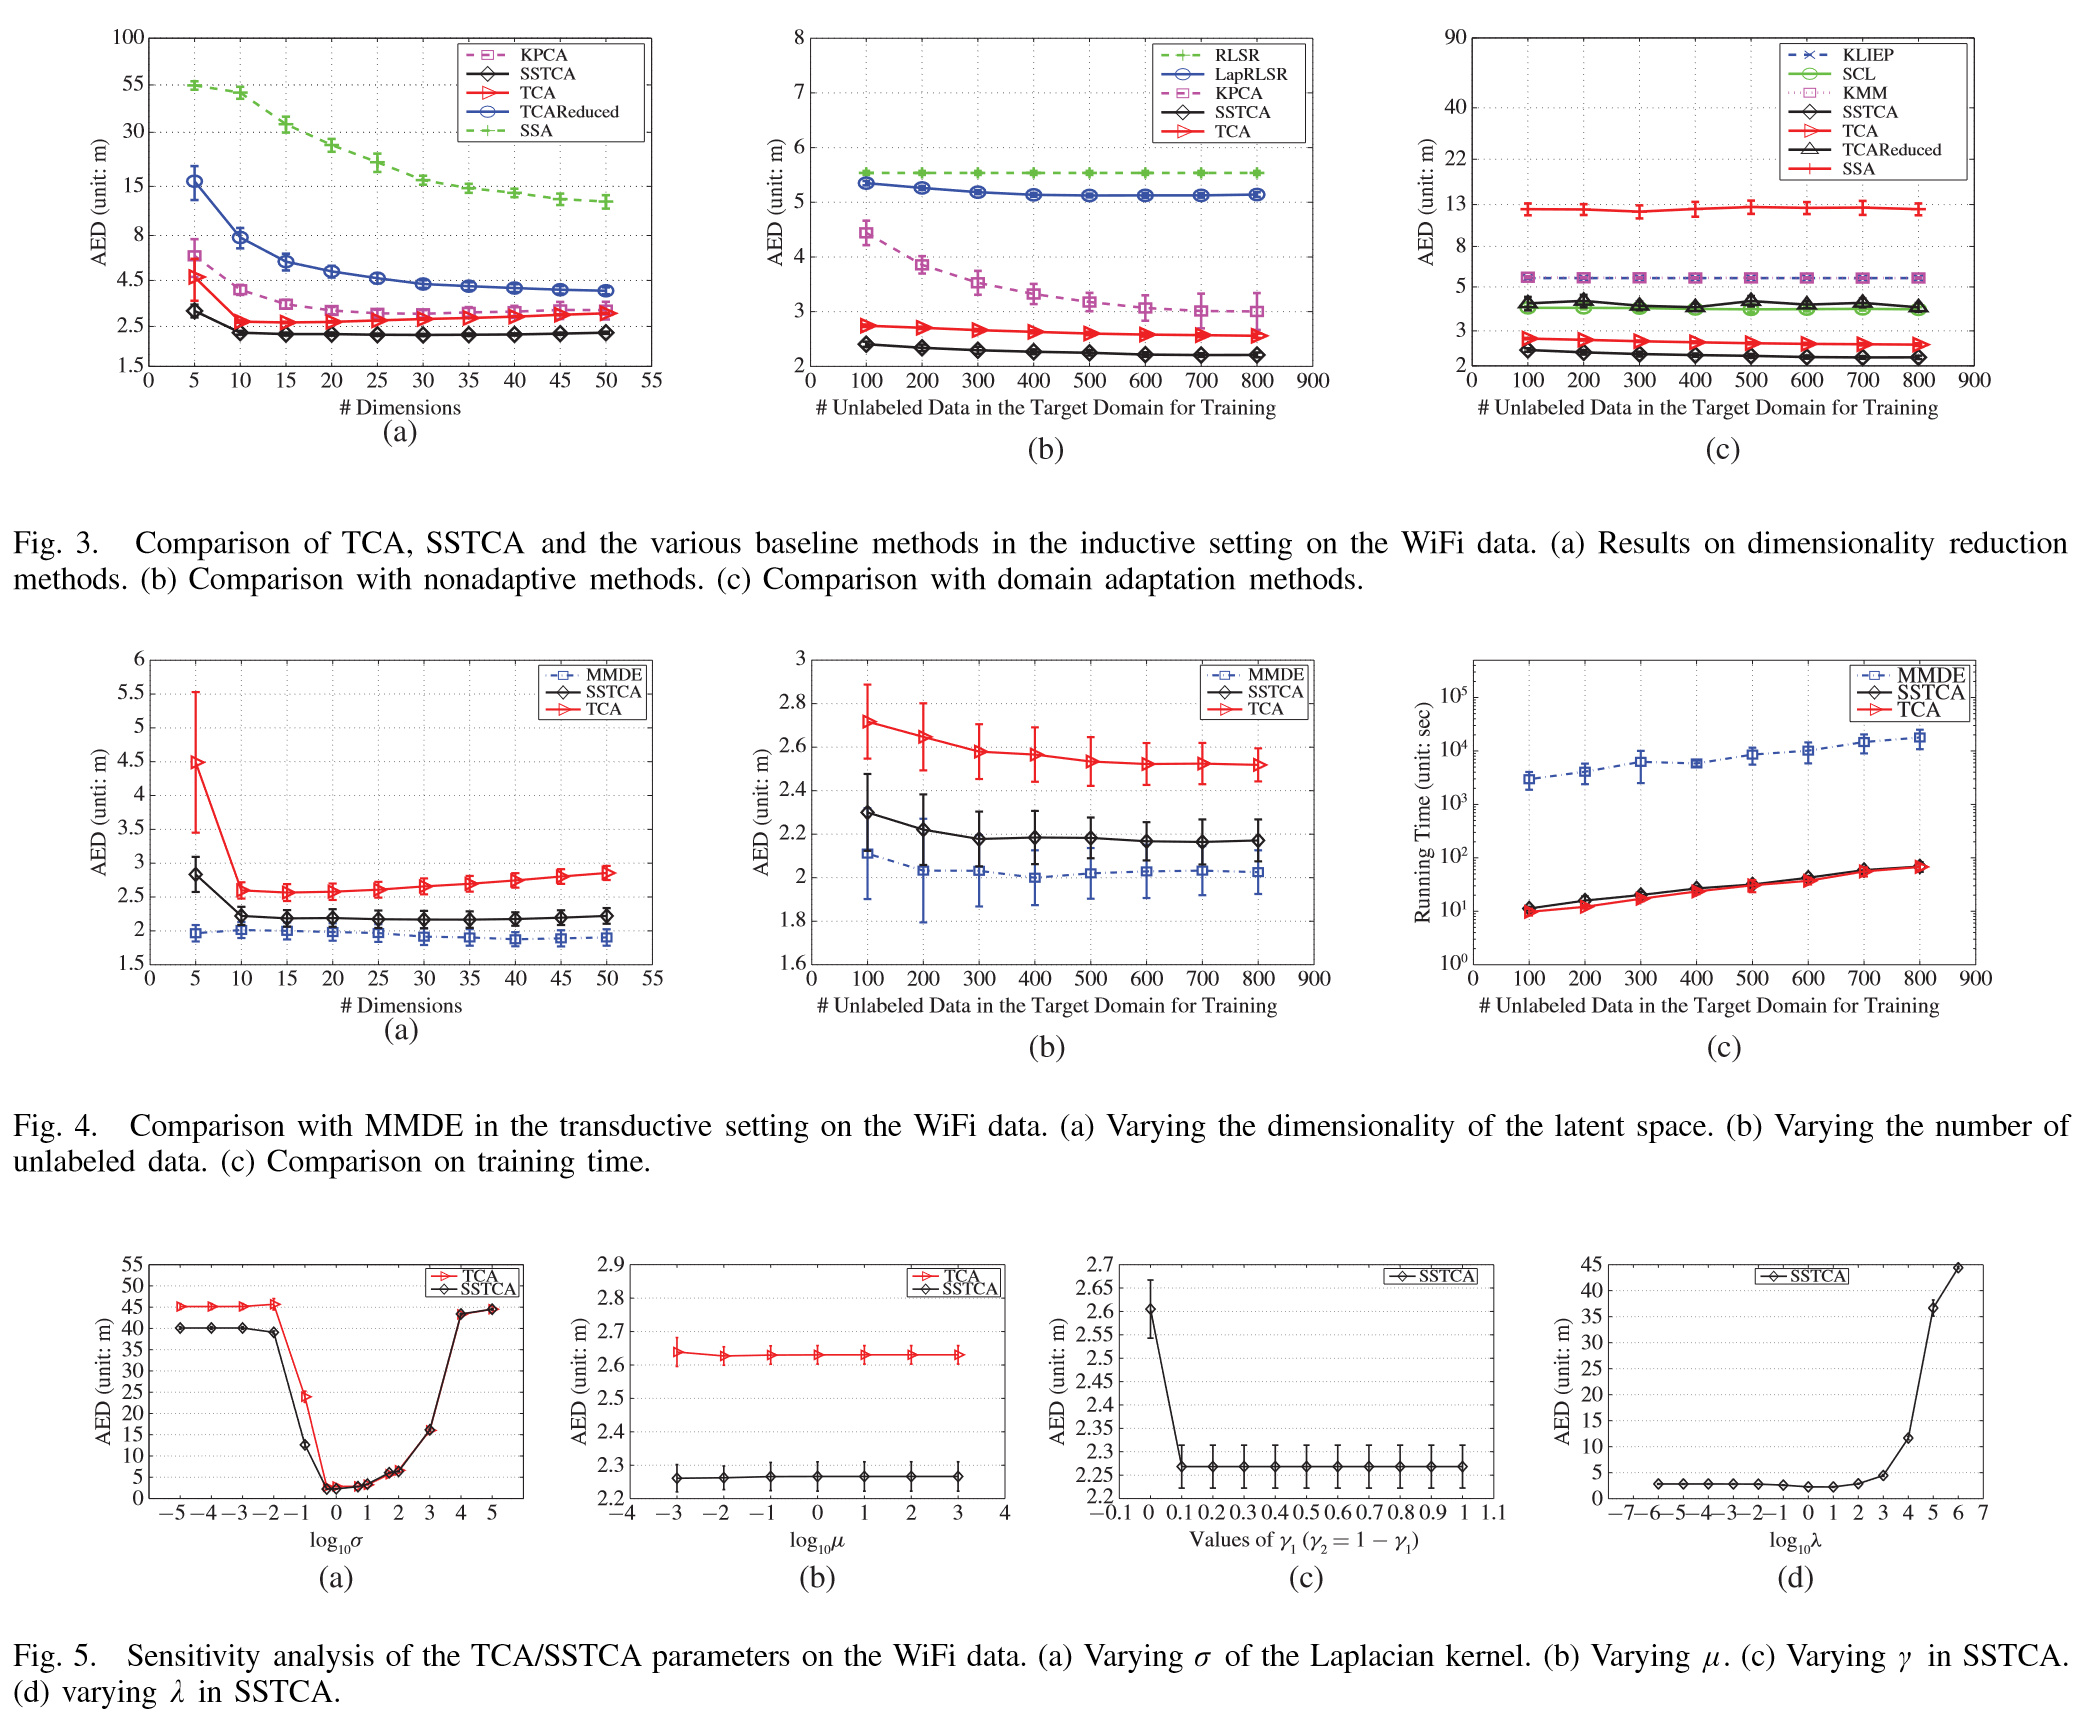 100
55
30
15
8
4.5
2.5
1.5
AED (unit: m)
0 5 10 15 20 25 30 35 40 45 50 55
# Dimensions
KPCA
SSTCA
TCA
TCAReduced
SSA
(a)
8
7
6
5
4
3
2
AED (unit: m)
0 100 200 300 400 500 600 700 800 900
# Unlabeled Data in the Target Domain for Training
RLSR
LapRLSR
KPCA
SSTCA
TCA
(b)
90
40
22
13
8
5
3
2
AED (unit: m)
0 100 200 300 400 500 600 700 800 900
# Unlabeled Data in the Target Domain for Training
KLIEP
SCL
KMM
SSTCA
TCA
TCAReduced
SSA
(c)
Fig. 3. Comparison of TCA, SSTCA and the various baseline methods in the inductive setting on the WiFi data. (a) Results on dimensionality reduction
methods. (b) Comparison with nonadaptive methods. (c) Comparison with domain adaptation methods.
6
5.5
5
4.5
4
3.5
3
2.5
2
1.5
AED (unti: m)
0 5 10 15 20 25 30 35 40 45 50 55
# Dimensions
MMDE
SSTCA
TCA
(a)
3
2.8
2.6
2.4
2.2
2
1.8
1.6
AED (unit: m)
0 100 200 300 400 500 600 700 800 900
# Unlabeled Data in the Target Domain for Training
MMDE
SSTCA
TCA
(b)
10⁵
10⁴
10³
10²
10¹
10⁰
Running Time (unit: sec)
0 100 200 300 400 500 600 700 800 900
# Unlabeled Data in the Target Domain for Training
MMDE
SSTCA
TCA
(c)
Fig. 4. Comparison with MMDE in the transductive setting on the WiFi data. (a) Varying the dimensionality of the latent space. (b) Varying the number of
unlabeled data. (c) Comparison on training time.
55
50
45
40
35
30
25
20
15
10
5
0
AED (unit: m)
−5 −4 −3 −2 −1 0 1 2 3 4 5
log₁₀σ
TCA
SSTCA
(a)
2.9
2.8
2.7
2.6
2.5
2.4
2.3
2.2
AED (unit: m)
−4 −3 −2 −1 0 1 2 3 4
log₁₀μ
TCA
SSTCA
(b)
2.7
2.65
2.6
2.55
2.5
2.45
2.4
2.35
2.3
2.25
2.2
AED (unit: m)
−0.1 0 0.1 0.2 0.3 0.4 0.5 0.6 0.7 0.8 0.9 1 1.1
Values of γ₁ (γ₂ = 1 − γ₁)
SSTCA
(c)
45
40
35
30
25
20
15
10
5
0
AED (unit: m)
−7 −6 −5 −4 −3 −2 −1 0 1 2 3 4 5 6 7
log₁₀λ
SSTCA
(d)
Fig. 5. Sensitivity analysis of the TCA/SSTCA parameters on the WiFi data. (a) Varying σ of the Laplacian kernel. (b) Varying μ. (c) Varying γ in SSTCA.
(d) varying λ in SSTCA.